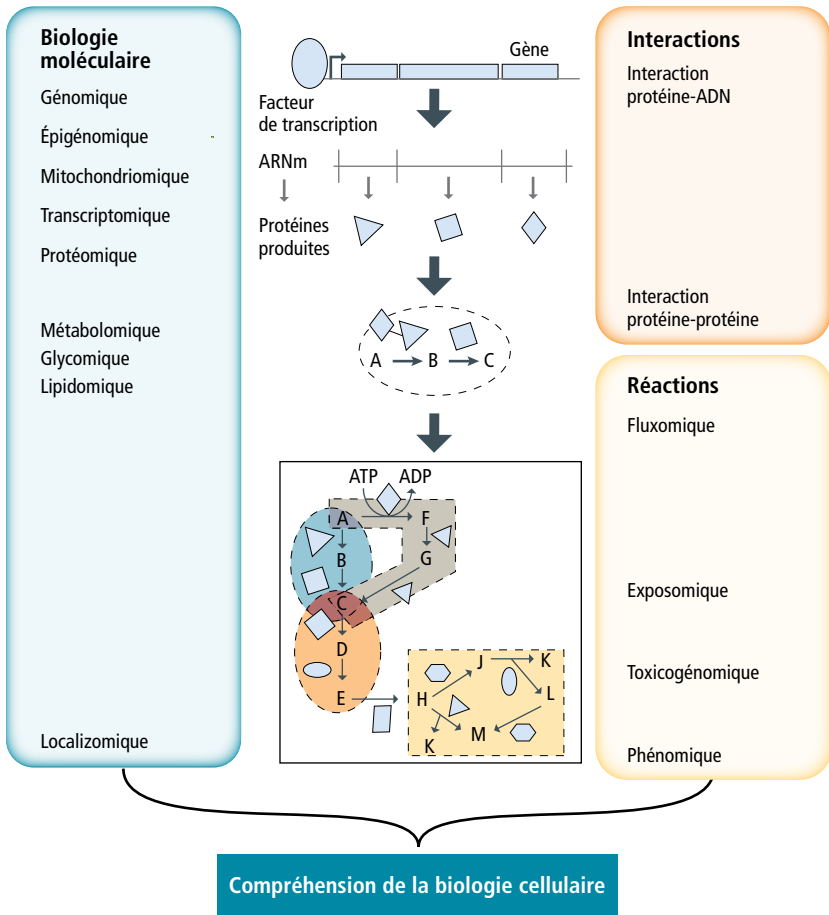 Biologie
moléculaire
Génomique
Épigénomique
Mitochondriomique
Transcriptomique
Protéomique
Métabolomique
Glycomique
Lipidomique
Localizomique
Gène
Facteur
de transcription
ARNm
Protéines
produites
A B C
ATP ADP
A F
B G
C
D
E H J K
L
M
K
Interactions
Interaction
protéine-ADN
Interaction
protéine-protéine
Réactions
Fluxomique
Exposomique
Toxicogénomique
Phénomique
Compréhension de la biologie cellulaire